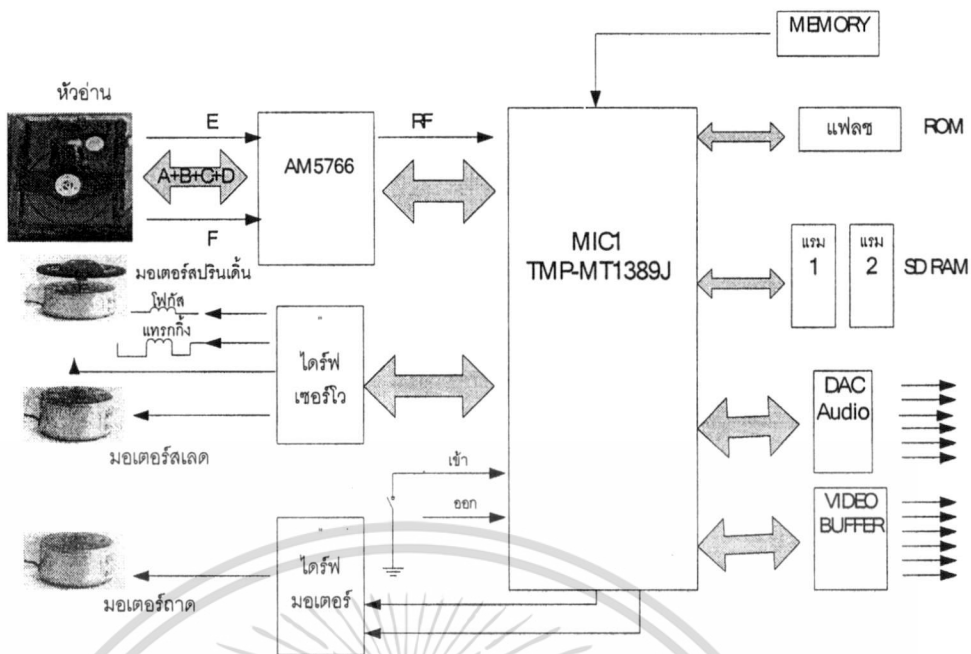 MEMORY
หัวอ่าน
E
A+B+C+D
F
AM5766
RF
MIC1
TMP-MT1389J
แฟลช
ROM
แรม
1
แรม
2
SDRAM
มอเตอร์สปรินเดิ้น
โฟกัส
แทรกกิ้ง
ไดร์ฟ
เซอร์โว
มอเตอร์สเลด
DAC
Audio
เข้า
ออก
VIDEO
BUFFER
ไดร์ฟ
มอเตอร์
มอเตอร์ถาด